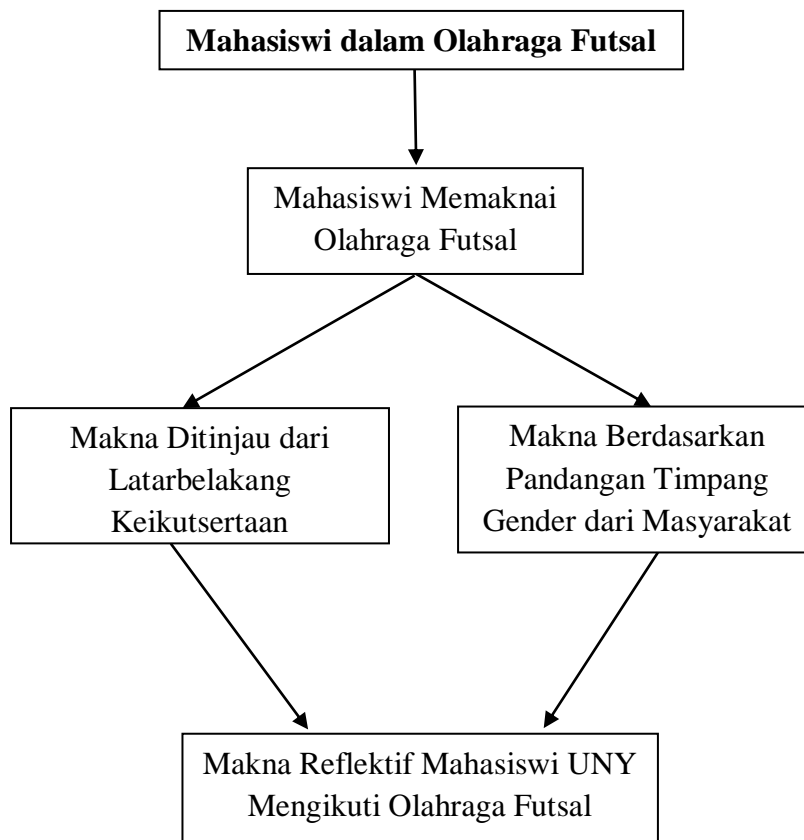 Mahasiswi dalam Olahraga Futsal
Mahasiswi Memaknai
Olahraga Futsal
Makna Ditinjau dari
Latarbelakang
Keikutsertaan
Makna Berdasarkan
Pandangan Timpang
Gender dari Masyarakat
Makna Reflektif Mahasiswi UNY
Mengikuti Olahraga Futsal